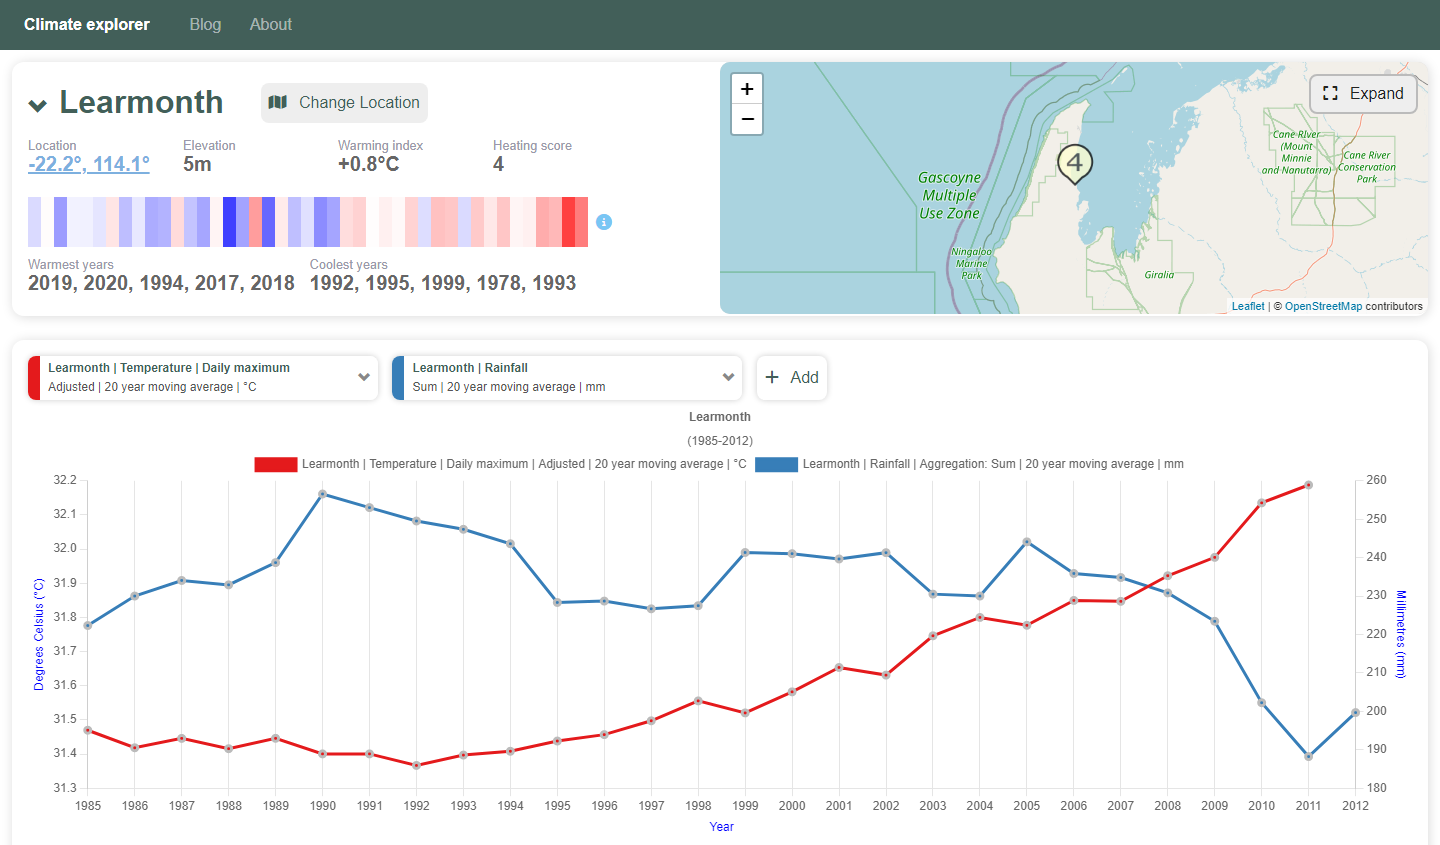 Climate explorer
Blog
About
Learmonth
Change Location
Location
Elevation
Warming index
Heating score
-22.2°, 114.1°
5m
+0.8°C
4
Warmest years
Coolest years
2019, 2020, 1994, 2017, 2018
1992, 1995, 1999, 1978, 1993
+
−
Expand
4
Gascoyne
Multiple
Use Zone
Ningaloo
Marine
Park
Cane River
(Mount
Minnie
and Nanutarra)
Cane River
Conservation
Park
Giralia
Leaflet | © OpenStreetMap contributors
Learmonth | Temperature | Daily maximum
Adjusted | 20 year moving average | °C
Learmonth | Rainfall
Sum | 20 year moving average | mm
+ Add
Learmonth
(1985-2012)
Learmonth | Temperature | Daily maximum | Adjusted | 20 year moving average | °C
Learmonth | Rainfall | Aggregation: Sum | 20 year moving average | mm
32.2
32.1
32.0
31.9
31.8
31.7
31.6
31.5
31.4
31.3
Degrees Celsius (°C)
260
250
240
230
220
210
200
190
180
Millimetres (mm)
1985 1986 1987 1988 1989 1990 1991 1992 1993 1994 1995 1996 1997 1998 1999 2000 2001 2002 2003 2004 2005 2006 2007 2008 2009 2010 2011 2012
Year